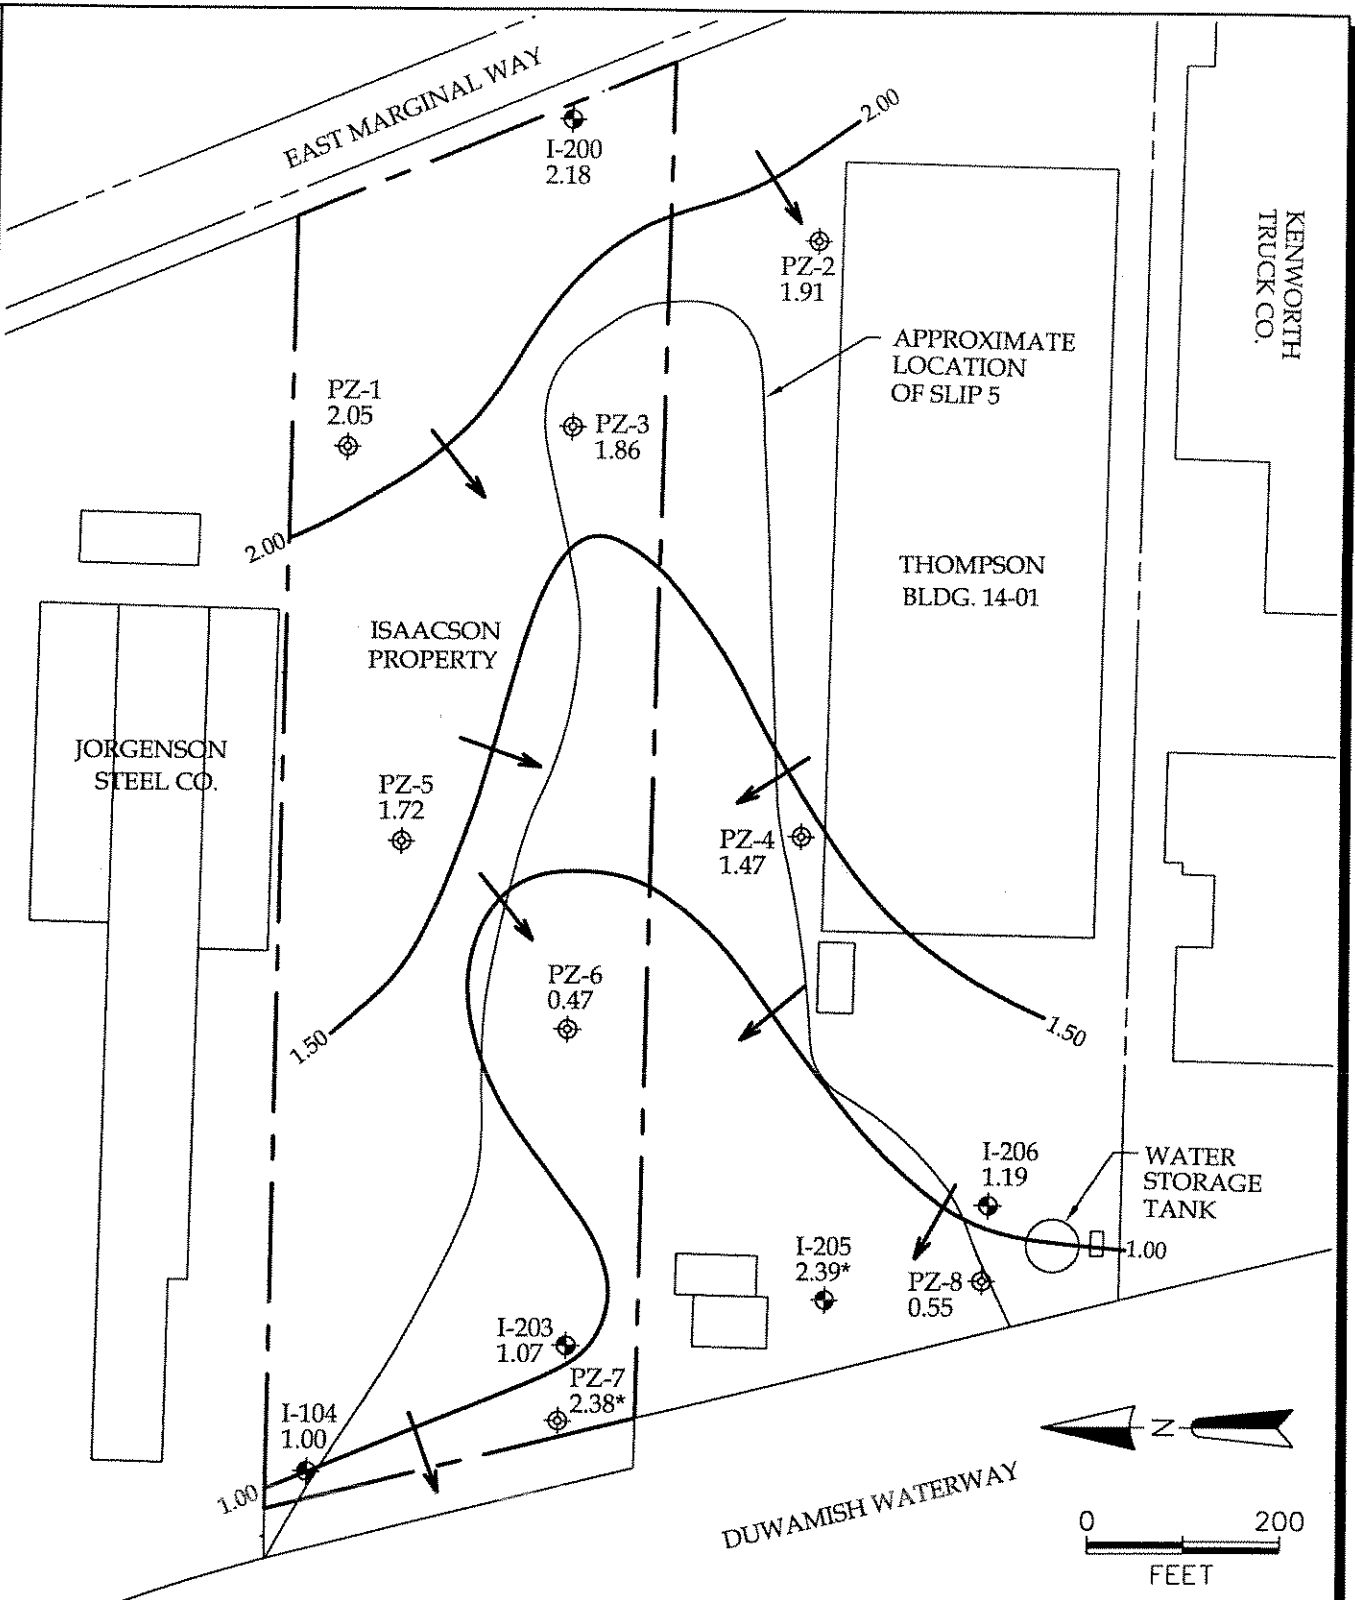 EAST MARGINAL WAY
I-200
2.18
2.00
PZ-2
1.91
KENWORTH
TRUCK CO.
APPROXIMATE
LOCATION
OF SLIP 5
PZ-1
2.05
PZ-3
1.86
2.00
THOMPSON
BLDG. 14-01
ISAACSON
PROPERTY
JORGENSON
STEEL CO.
PZ-5
1.72
PZ-4
1.47
PZ-6
0.47
1.50
1.50
I-206
1.19
WATER
STORAGE
TANK
1.00
I-205
2.39*
PZ-8
0.55
I-203
1.07
PZ-7
2.38*
I-104
1.00
1.00
N
DUWAMISH WATERWAY
0 200
FEET